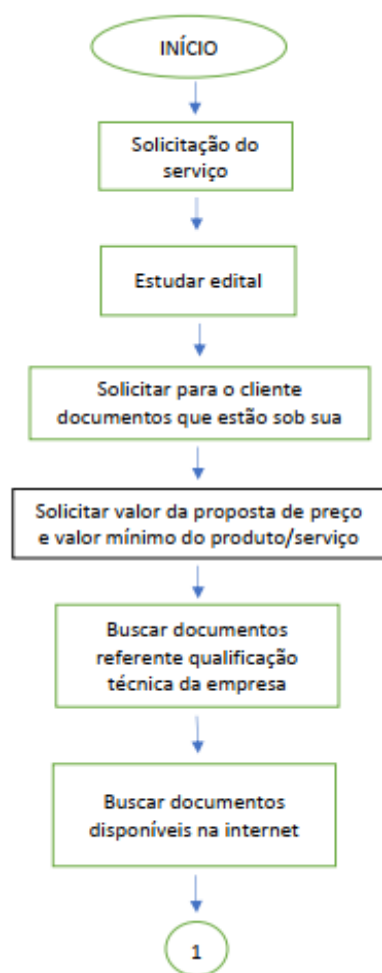 INÍCIO
Solicitação do
serviço
Estudar edital
Solicitar para o cliente
documentos que estão sob sua
Solicitar valor da proposta de preço
e valor mínimo do produto/serviço
Buscar documentos
referente qualificação
técnica da empresa
Buscar documentos
disponíveis na internet
1